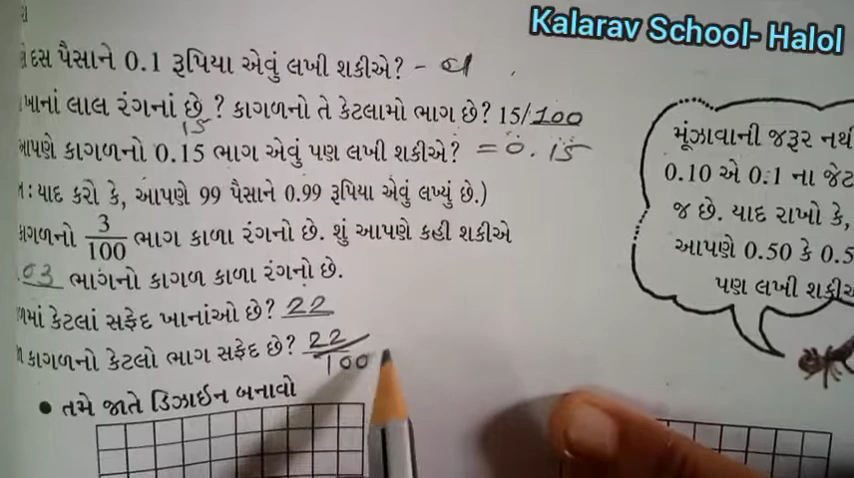 Kalarav School- Halol
દસ પૈસાને 0.1 રૂપિયા એવું લખી શકીએ? -
ખાનાં લાલ રંગનાં છે ? કાગળનો તે કેટલામો ભાગ છે? 15/100
15
આપણે કાગળનો 0.15 ભાગ એવું પણ લખી શકીએ? = 0.15
: યાદ કરો કે, આપણે 99 પૈસાને 0.99 રૂપિયા એવું લખ્યું છે.)
કાગળનો 3/100 ભાગ કાળા રંગનો છે. શું આપણે કહી શકીએ
.03 ભાગનો કાગળ કાળા રંગનો છે.
કેટલાં સફેદ ખાનાંઓ છે? 22
કાગળનો કેટલો ભાગ સફેદ છે? 22/100
• તમે જાતે ડિઝાઇન બનાવો
મૂંઝાવાની જરૂર નથી
0.10 એ 0.1 ના જેટ
જ છે. યાદ રાખો કે,
આપણે 0.50 કે 0.5
પણ લખી શકીએ